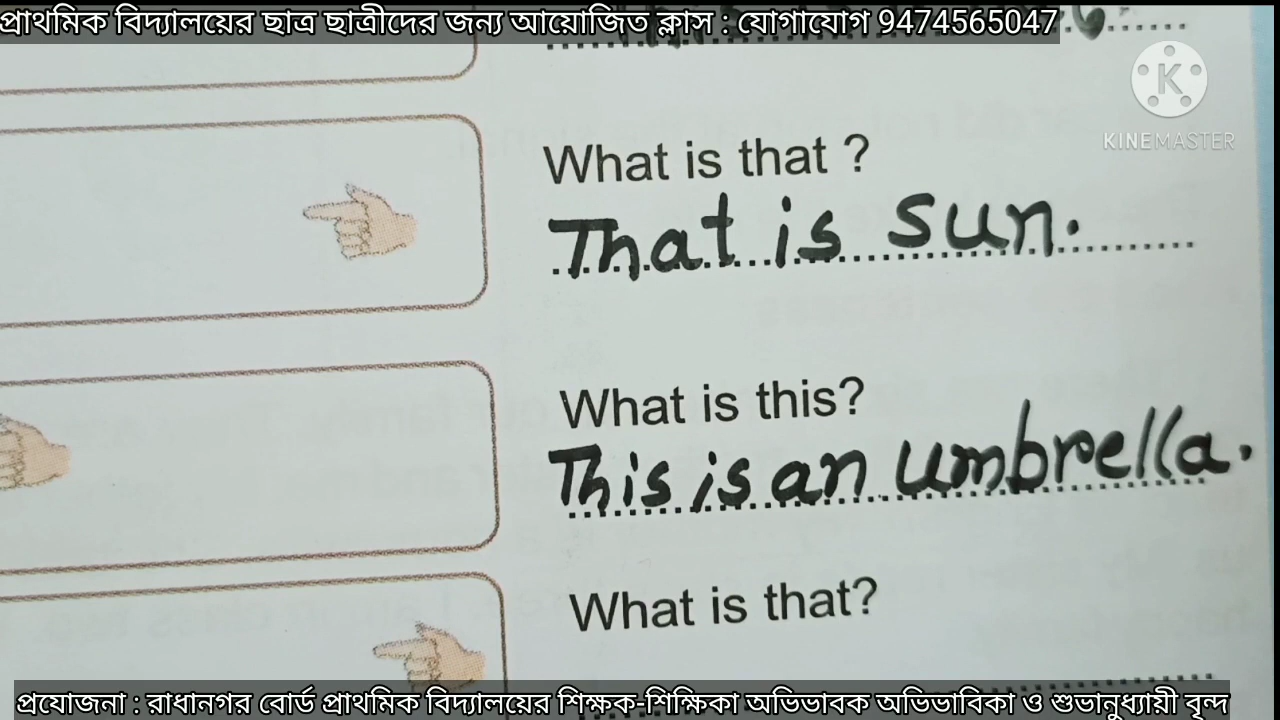 প্রাথমিক বিদ্যালয়ের ছাত্র ছাত্রীদের জন্য আয়োজিত ক্লাস : যোগাযোগ 9474565047
K
KINEMASTER
What is that ?
That is sun.
What is this?
This is an umbrella.
What is that?
প্রযোজনা : রাধানগর বোর্ড প্রাথমিক বিদ্যালয়ের শিক্ষক-শিক্ষিকা অভিভাবক অভিভাবিকা ও শুভানুধ্যায়ী বৃন্দ